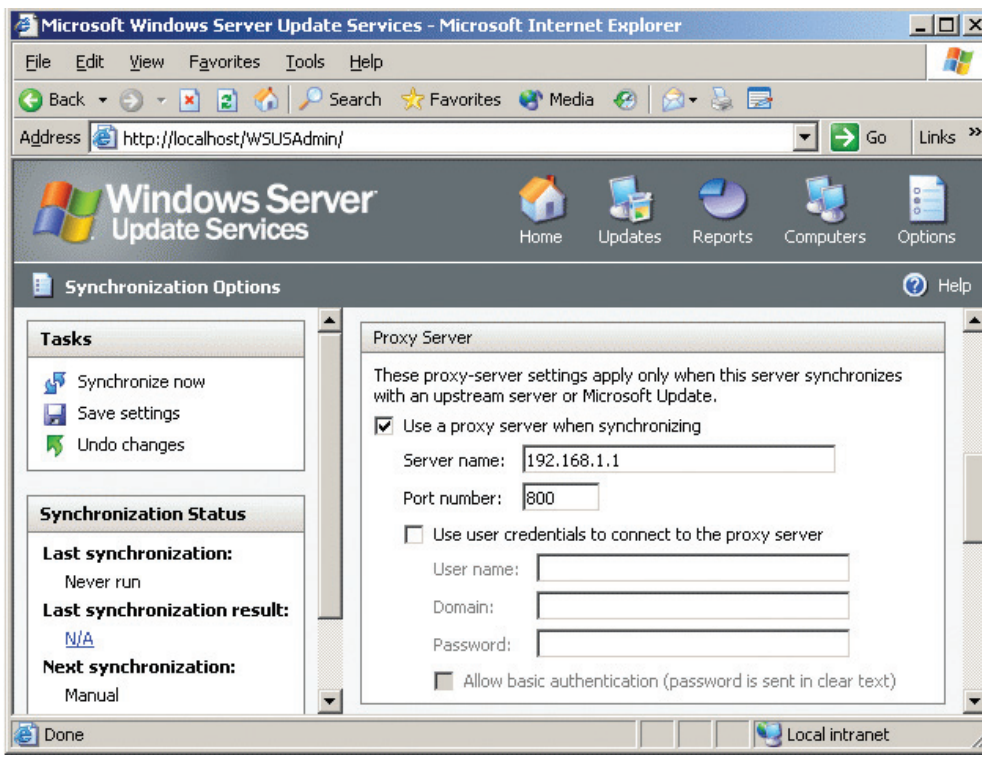 Microsoft Windows Server Update Services - Microsoft Internet Explorer
File Edit View Favorites Tools Help
Back Search Favorites Media
Address http://localhost/WSUSAdmin/ Go Links »
Windows Server
Update Services
Home Updates Reports Computers Options
Synchronization Options Help
Tasks
Synchronize now
Save settings
Undo changes
Synchronization Status
Last synchronization:
Never run
Last synchronization result:
N/A
Next synchronization:
Manual
Proxy Server
These proxy-server settings apply only when this server synchronizes
with an upstream server or Microsoft Update.
Use a proxy server when synchronizing
Server name: 192.168.1.1
Port number: 800
Use user credentials to connect to the proxy server
User name:
Domain:
Password:
Allow basic authentication (password is sent in clear text)
Done Local intranet